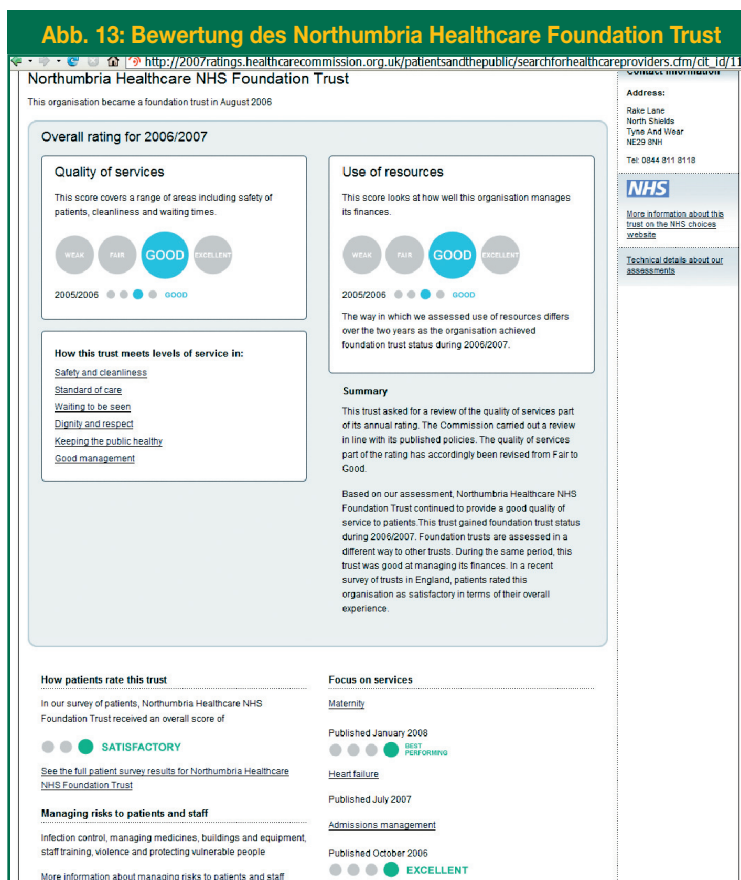 Abb. 13: Bewertung des Northumbria Healthcare Foundation Trust
http://2007ratings.healthcarecommission.org.uk/patientsandthepublic/searchforhealthcareproviders.cfm/cit_id/11
Northumbria Healthcare NHS Foundation Trust
This organisation became a foundation trust in August 2006
Overall rating for 2006/2007
Quality of services
This score covers a range of areas including safety of
patients, cleanliness and waiting times.
WEAK FAIR GOOD EXCELLENT
2005/2006 GOOD
How this trust meets levels of service in:
Safety and cleanliness
Standard of care
Waiting to be seen
Dignity and respect
Keeping the public healthy
Good management
Use of resources
This score looks at how well this organisation manages
its finances.
WEAK FAIR GOOD EXCELLENT
2005/2006 GOOD
The way in which we assessed use of resources differs
over the two years as the organisation achieved
foundation trust status during 2006/2007.
Summary
This trust asked for a review of the quality of services part
of its annual rating. The Commission carried out a review
in line with its published policies. The quality of services
part of the rating has accordingly been revised from Fair to
Good.
Based on our assessment, Northumbria Healthcare NHS
Foundation Trust continued to provide a good quality of
service to patients.This trust gained foundation trust status
during 2006/2007. Foundation trusts are assessed in a
different way to other trusts. During the same period, this
trust was good at managing its finances. In a recent
survey of trusts in England, patients rated this
organisation as satisfactory in terms of their overall
experience.
How patients rate this trust
In our survey of patients, Northumbria Healthcare NHS
Foundation Trust received an overall score of
SATISFACTORY
See the full patient survey results for Northumbria Healthcare
NHS Foundation Trust
Managing risks to patients and staff
Infection control, managing medicines, buildings and equipment,
staff training, violence and protecting vulnerable people
More information about managing risks to patients and staff
Focus on services
Maternity
Published January 2008
BEST
PERFORMING
Heart failure
Published July 2007
Admissions management
Published October 2006
EXCELLENT
Contact information
Address:
Rake Lane
North Shields
Tyne And Wear
NE29 8NH
Tel: 0844 811 8118
NHS
More information about this
trust on the NHS choices
website
Technical details about our
assessments